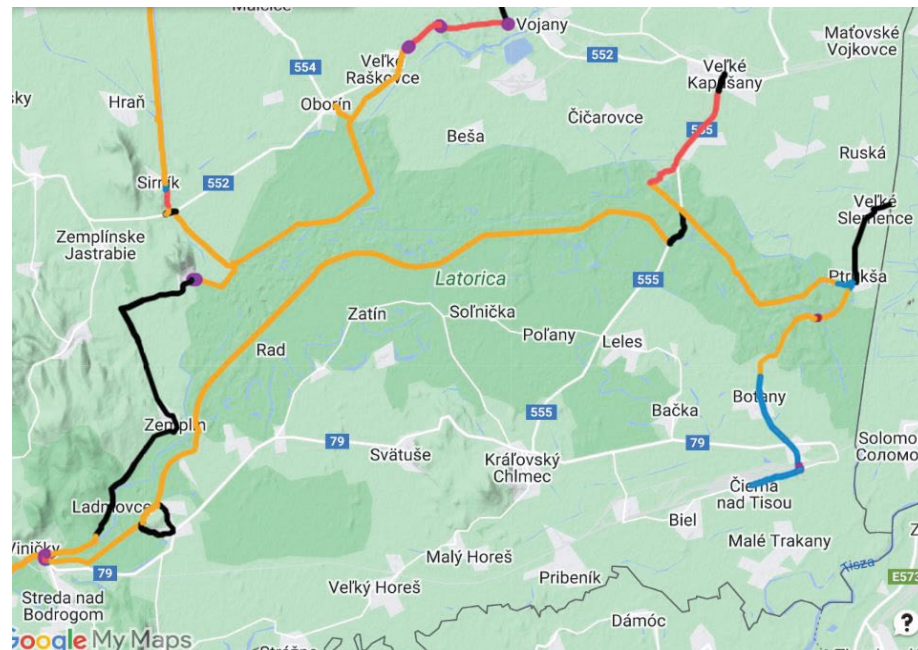 Vojany
552
Maťovské
Vojkovce
554
Veľké
Raškovce
Veľké
Kapušany
Hraň
Oborín
Čičarovce
Beša
Ruská
Sirník
552
Veľké
Slemence
Zemplínske
Jastrabie
Ptrukša
Latorica
555
Zatín
Soľnička
Poľany
Leles
Rad
Botany
Bačka
555
Zemplín
79
79
Svätuše
Kráľovský
Chlmec
Solomo
Соломо
Čierna
nad Tisou
Ladmovce
Biel
Malé Trakany
Viničky
79
Malý Horeš
Veľký Horeš
Pribeník
Tisza
E573
Streda nad
Bodrogom
Dámóc
?
Google My Maps